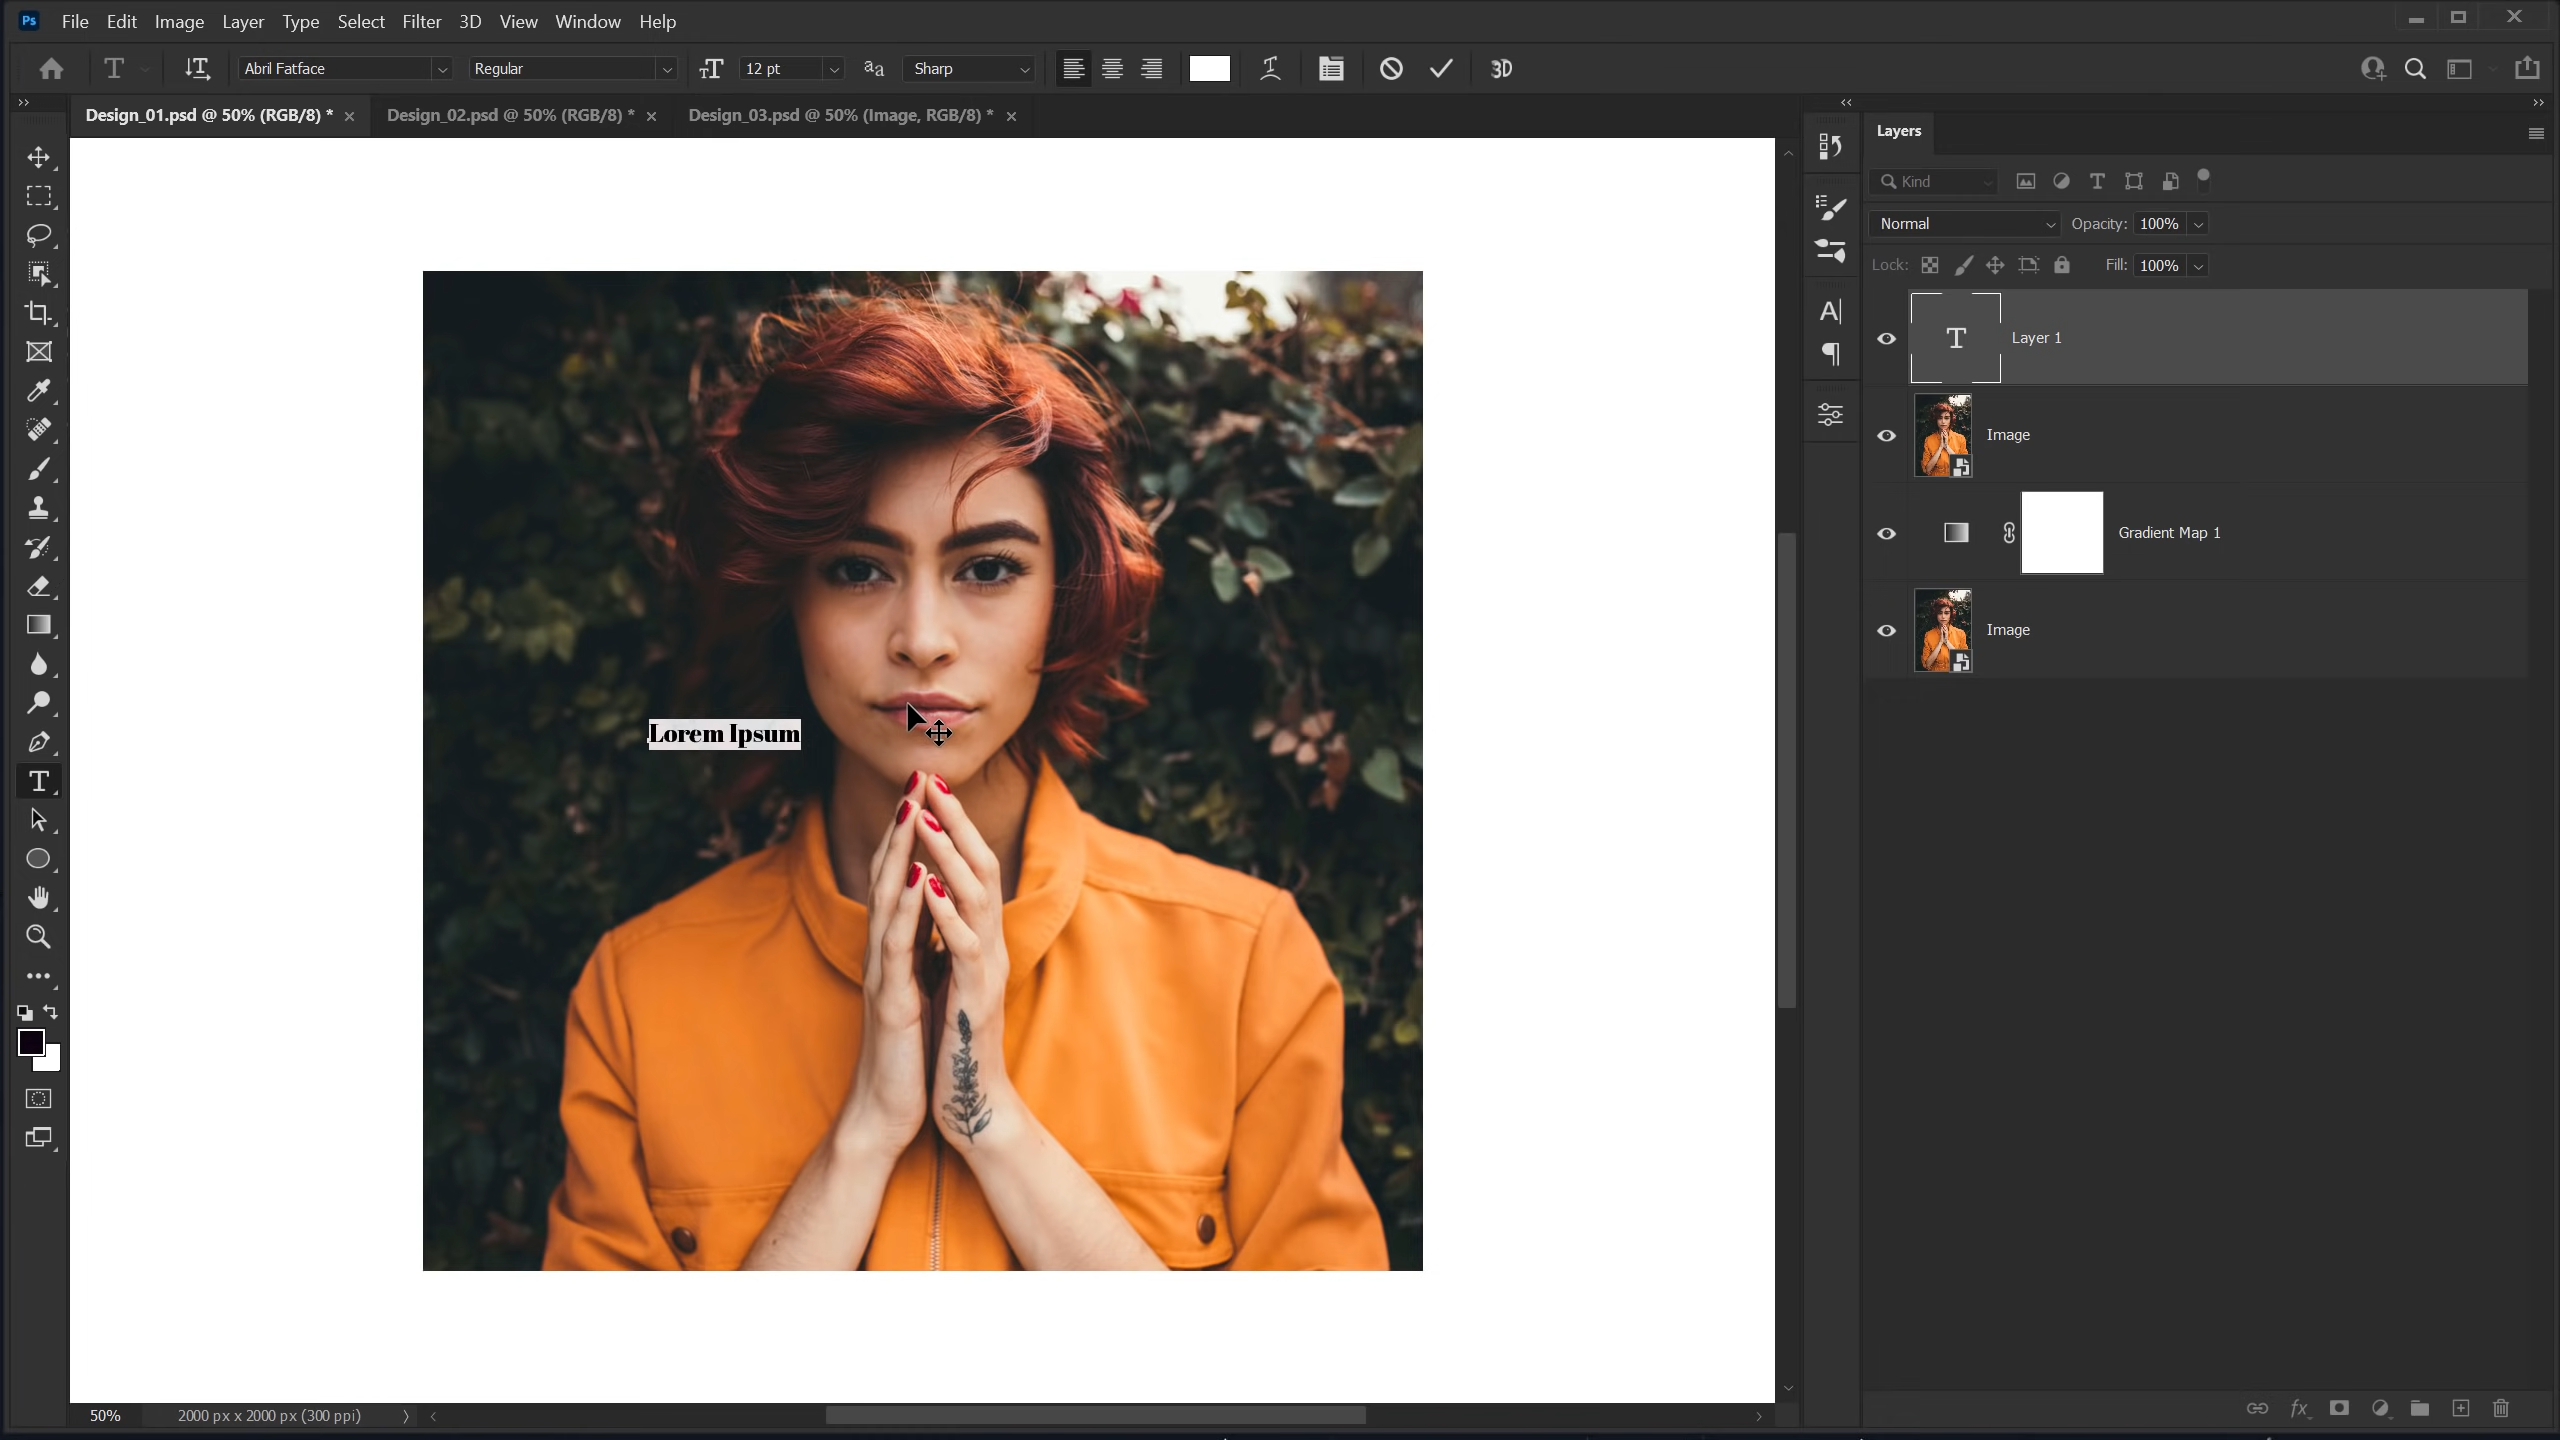 Ps File Edit Image Layer Type Select Filter 3D View Window Help
Abril Fatface Regular 12 pt Sharp 3D
Design_01.psd @ 50% (RGB/8) * Design_02.psd @ 50% (RGB/8) * Design_03.psd @ 50% (Image, RGB/8) *
Layers
Kind
Normal Opacity: 100%
Lock: Fill: 100%
Layer 1
Image
Gradient Map 1
Image
Lorem Ipsum
50% 2000 px x 2000 px (300 ppi)
fx